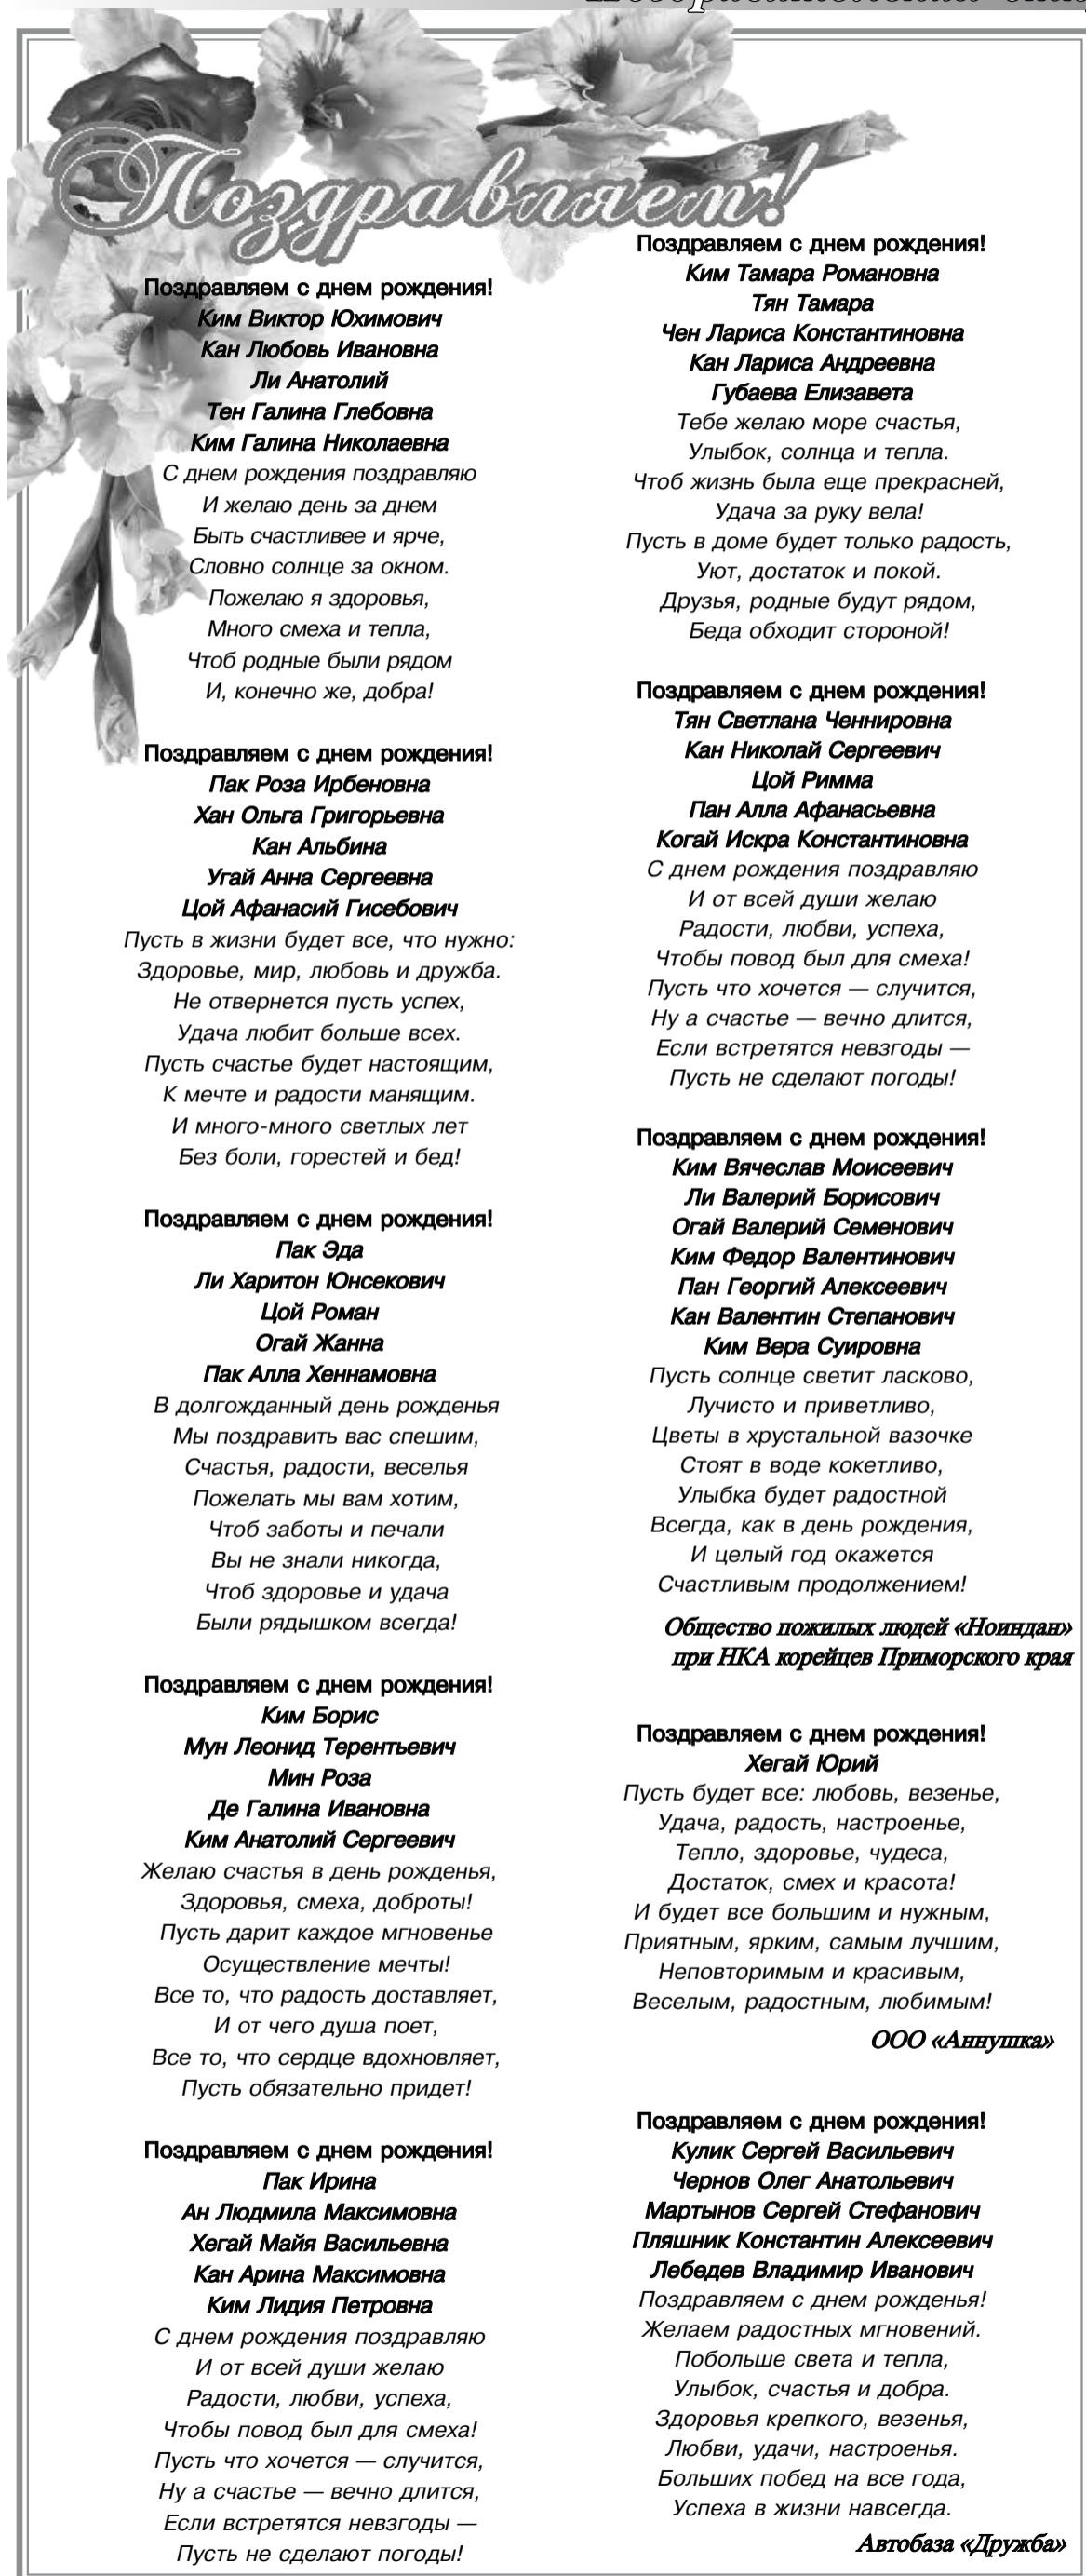 Поздравляем!
Поздравляем с днем рождения!
Ким Виктор Юхимович
Кан Любовь Ивановна
Ли Анатолий
Тен Галина Глебовна
Ким Галина Николаевна
С днем рождения поздравляю
И желаю день за днем
Быть счастливее и ярче,
Словно солнце за окном.
Пожелаю я здоровья,
Много смеха и тепла,
Чтоб родные были рядом
И, конечно же, добра!
Поздравляем с днем рождения!
Пак Роза Ирбеновна
Хан Ольга Григорьевна
Кан Альбина
Угай Анна Сергеевна
Цой Афанасий Гисебович
Пусть в жизни будет все, что нужно:
Здоровье, мир, любовь и дружба.
Не отвернется пусть успех,
Удача любит больше всех.
Пусть счастье будет настоящим,
К мечте и радости манящим.
И много-много светлых лет
Без боли, горестей и бед!
Поздравляем с днем рождения!
Пак Эда
Ли Харитон Юнсекович
Цой Роман
Огай Жанна
Пак Алла Хеннамовна
В долгожданный день рожденья
Мы поздравить вас спешим,
Счастья, радости, веселья
Пожелать мы вам хотим,
Чтоб заботы и печали
Вы не знали никогда,
Чтоб здоровье и удача
Были рядышком всегда!
Поздравляем с днем рождения!
Ким Борис
Мун Леонид Терентьевич
Мин Роза
Де Галина Ивановна
Ким Анатолий Сергеевич
Желаю счастья в день рожденья,
Здоровья, смеха, доброты!
Пусть дарит каждое мгновенье
Осуществление мечты!
Все то, что радость доставляет,
И от чего душа поет,
Все то, что сердце вдохновляет,
Пусть обязательно придет!
Поздравляем с днем рождения!
Пак Ирина
Ан Людмила Максимовна
Хегай Майя Васильевна
Кан Арина Максимовна
Ким Лидия Петровна
С днем рождения поздравляю
И от всей души желаю
Радости, любви, успеха,
Чтобы повод был для смеха!
Пусть что хочется — случится,
Ну а счастье — вечно длится,
Если встретятся невзгоды —
Пусть не сделают погоды!
Поздравляем с днем рождения!
Ким Тамара Романовна
Тян Тамара
Чен Лариса Константиновна
Кан Лариса Андреевна
Губаева Елизавета
Тебе желаю море счастья,
Улыбок, солнца и тепла.
Чтоб жизнь была еще прекрасней,
Удача за руку вела!
Пусть в доме будет только радость,
Уют, достаток и покой.
Друзья, родные будут рядом,
Беда обходит стороной!
Поздравляем с днем рождения!
Тян Светлана Ченнировна
Кан Николай Сергеевич
Цой Римма
Пан Алла Афанасьевна
Когай Искра Константиновна
С днем рождения поздравляю
И от всей души желаю
Радости, любви, успеха,
Чтобы повод был для смеха!
Пусть что хочется — случится,
Ну а счастье — вечно длится,
Если встретятся невзгоды —
Пусть не сделают погоды!
Поздравляем с днем рождения!
Ким Вячеслав Моисеевич
Ли Валерий Борисович
Огай Валерий Семенович
Ким Федор Валентинович
Пан Георгий Алексеевич
Кан Валентин Степанович
Ким Вера Суировна
Пусть солнце светит ласково,
Лучисто и приветливо,
Цветы в хрустальной вазочке
Стоят в воде кокетливо,
Улыбка будет радостной
Всегда, как в день рождения,
И целый год окажется
Счастливым продолжением!
Общество пожилых людей «Ноиндан»
при НКА корейцев Приморского края
Поздравляем с днем рождения!
Хегай Юрий
Пусть будет все: любовь, везенье,
Удача, радость, настроенье,
Тепло, здоровье, чудеса,
Достаток, смех и красота!
И будет все большим и нужным,
Приятным, ярким, самым лучшим,
Неповторимым и красивым,
Веселым, радостным, любимым!
ООО «Аннушка»
Поздравляем с днем рождения!
Кулик Сергей Васильевич
Чернов Олег Анатольевич
Мартынов Сергей Стефанович
Пляшник Константин Алексеевич
Лебедев Владимир Иванович
Поздравляем с днем рожденья!
Желаем радостных мгновений.
Побольше света и тепла,
Улыбок, счастья и добра.
Здоровья крепкого, везенья,
Любви, удачи, настроенья.
Больших побед на все года,
Успеха в жизни навсегда.
Автобаза «Дружба»